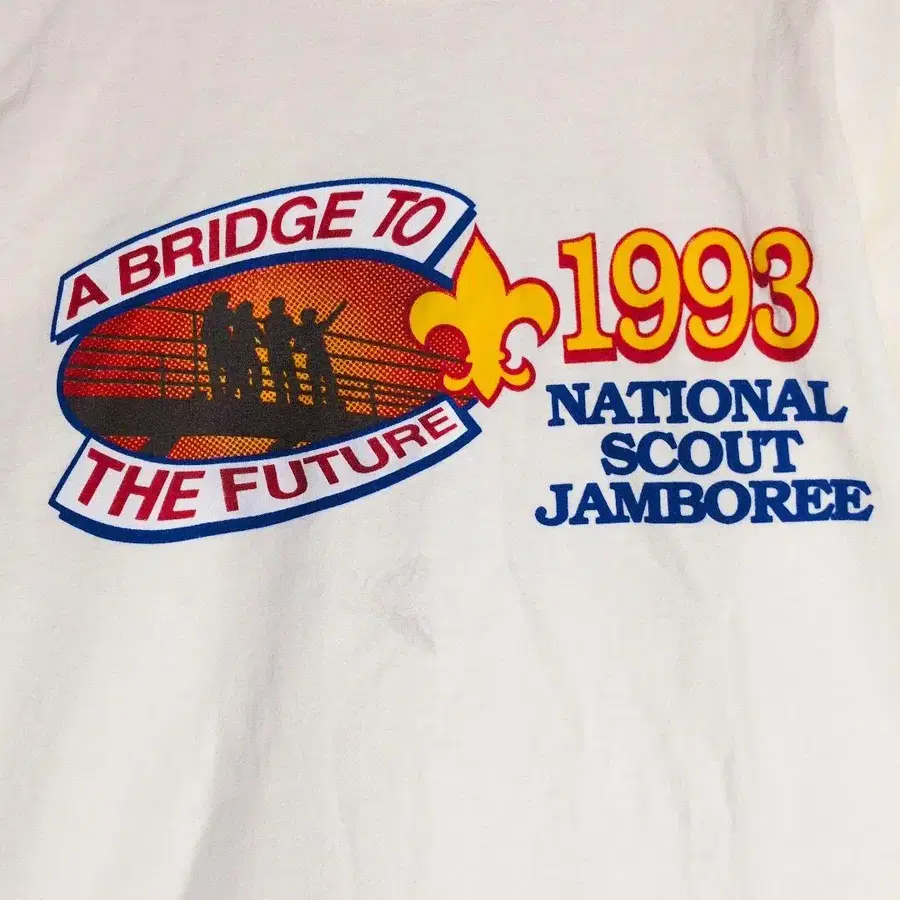 A BRIDGE TO
THE FUTURE
1993
NATIONAL
SCOUT
JAMBOREE